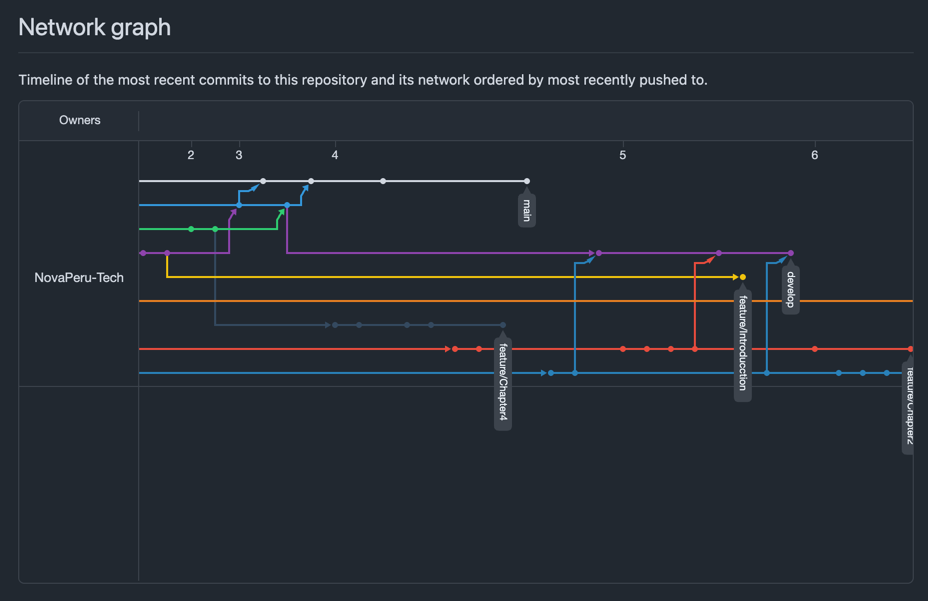 Network graph
Timeline of the most recent commits to this repository and its network ordered by most recently pushed to.
Owners
2 3 4 5 6
NovaPeru-Tech
main
develop
feature/Introducction
feature/Chapter4
feature/Chapter2